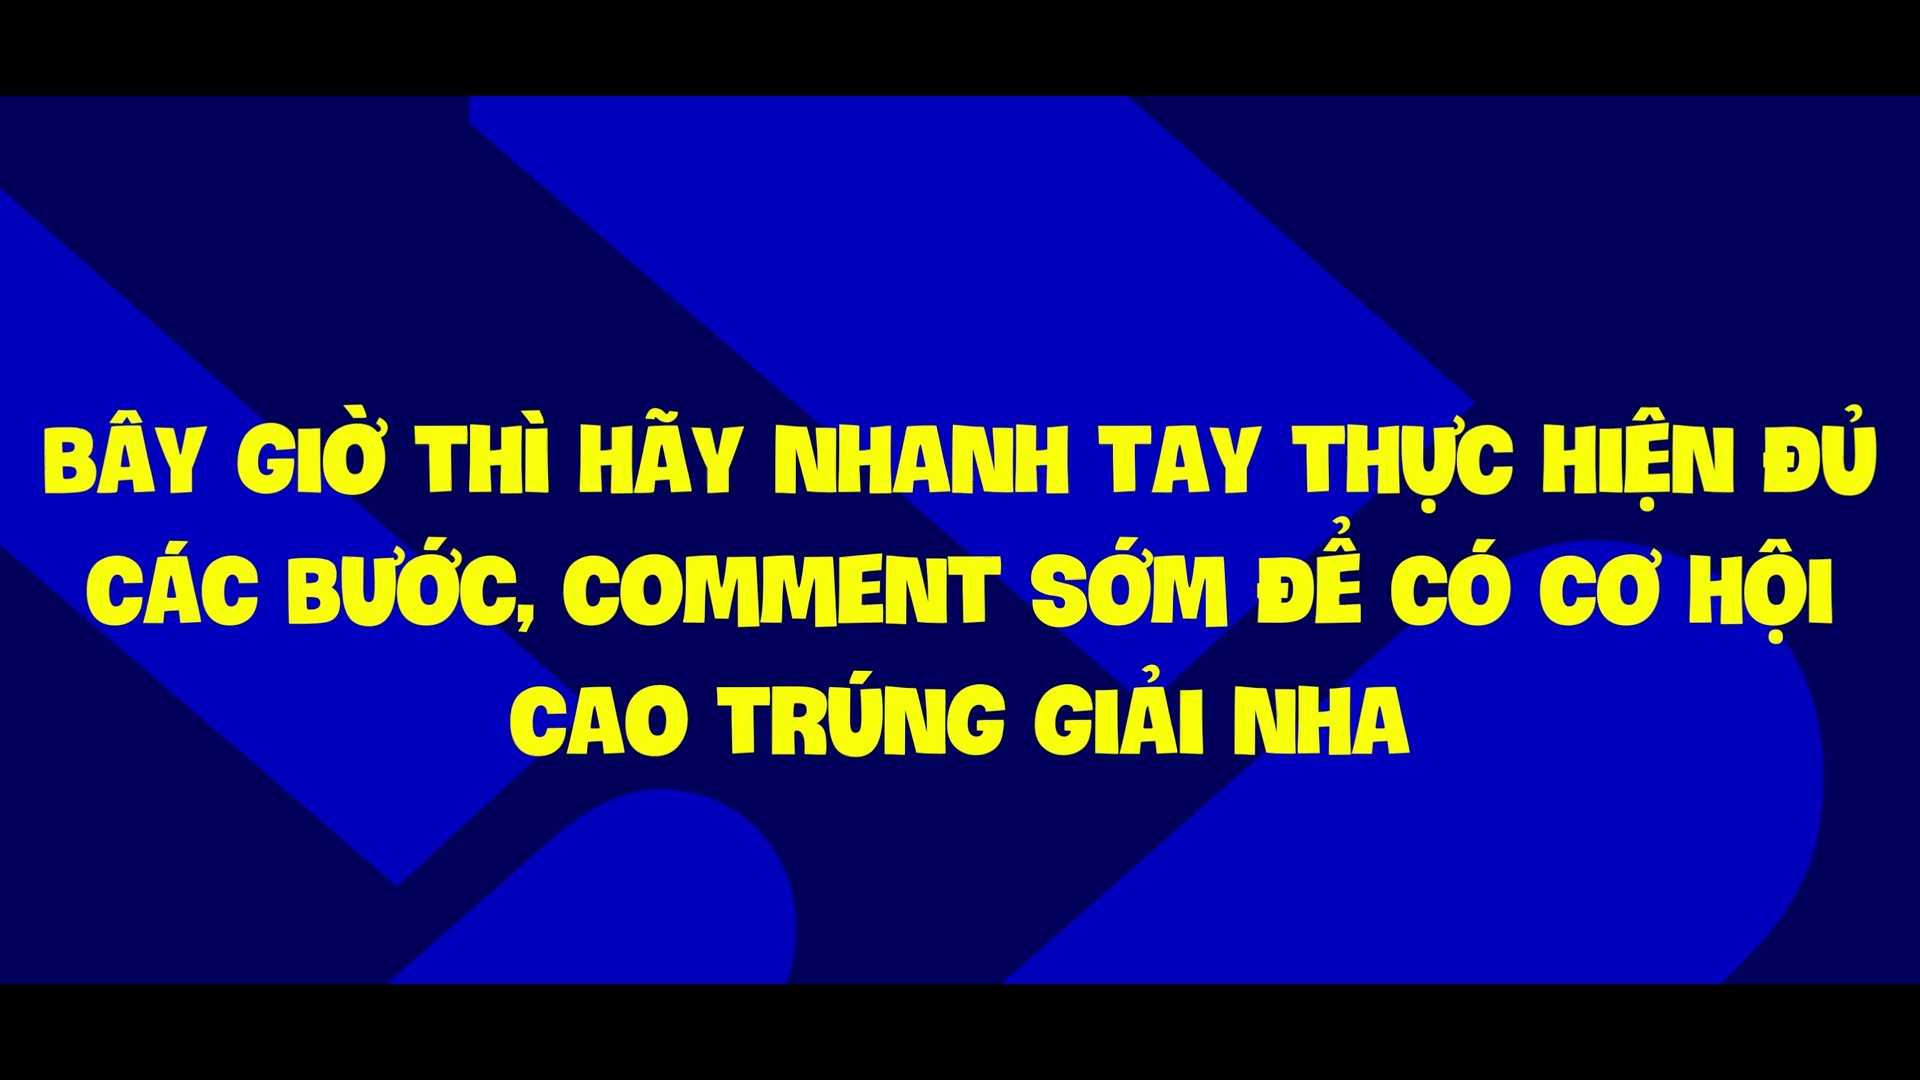 BÂY GIỜ THÌ HÃY NHANH TAY THỰC HIỆN ĐỦ
CÁC BƯỚC, COMMENT SỚM ĐỂ CÓ CƠ HỘI
CAO TRÚNG GIẢI NHA